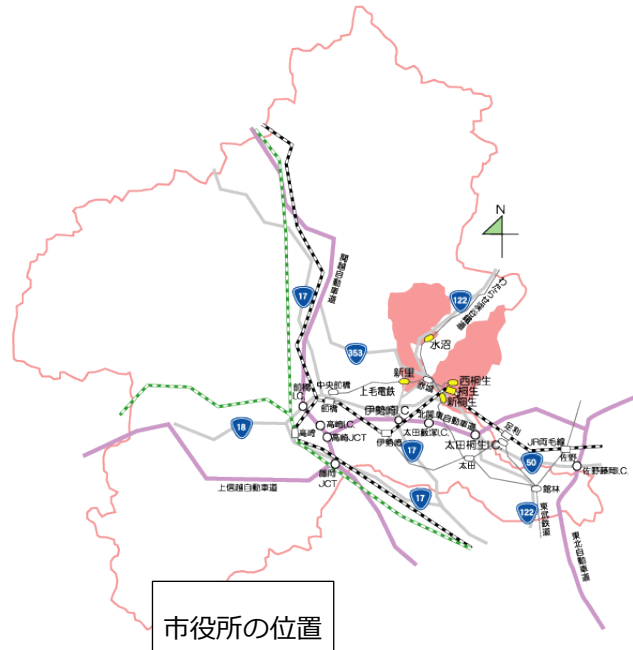 N
関越自動車道
17
わたらせ渓谷鐵道
122
水沼
353
新里
西桐生
桐生
新桐生
赤城
上毛電鉄
中央前橋
前橋I.C.
前橋
伊勢崎I.C.
北関東自動車道
足利
JR両毛線
18
高崎
高崎I.C.
高崎JCT
伊勢崎
太田藪塚I.C.
太田桐生I.C.
17
太田
50
佐野
佐野藤岡I.C.
上信越自動車道
藤岡JCT
17
館林
122
東武鉄道
東北自動車道
市役所の位置